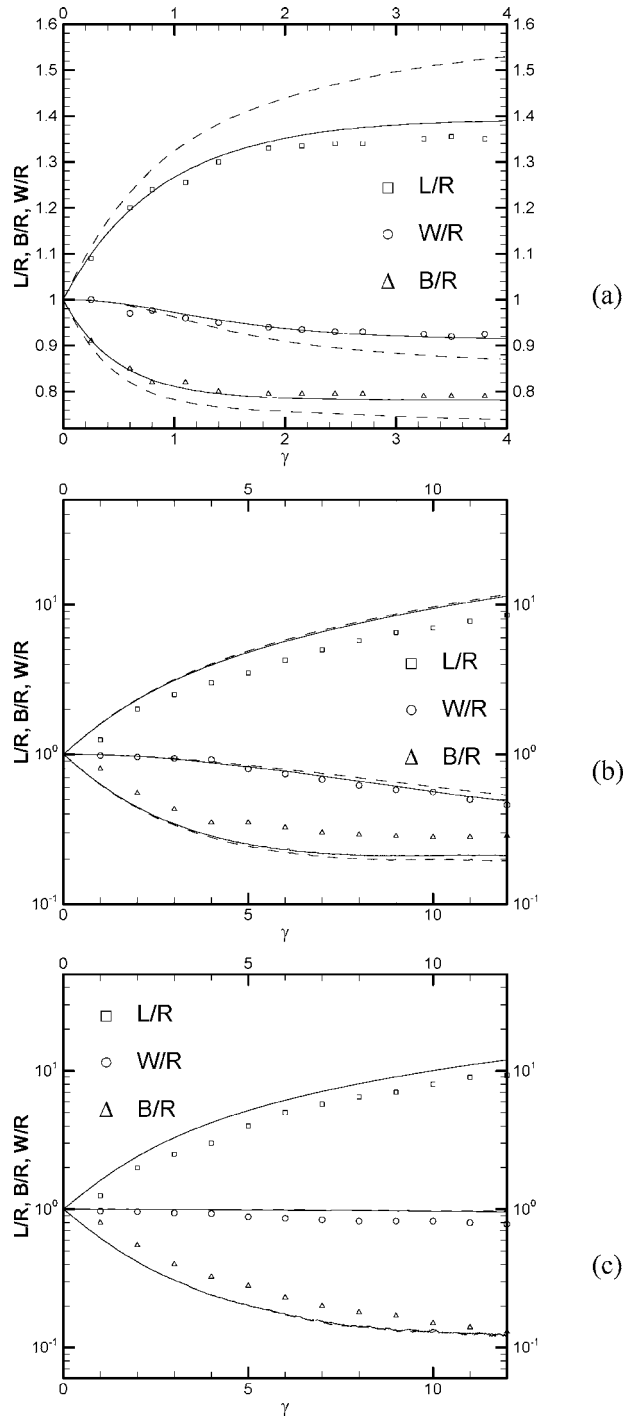 0 1 2 3 4
1.6 1.6
1.5 1.5
1.4 1.4
1.3 1.3
1.2 1.2
1.1 1.1
1 1
0.9 0.9
0.8 0.8
L/R, B/R, W/R
L/R
W/R
B/R
0 1 2 3 4
γ
(a)
0 5 10
10¹ 10¹
10⁰ 10⁰
10⁻¹ 10⁻¹
L/R, B/R, W/R
L/R
W/R
B/R
0 5 10
γ
(b)
0 5 10
L/R
W/R
B/R
10¹ 10¹
10⁰ 10⁰
10⁻¹ 10⁻¹
L/R, B/R, W/R
0 5 10
γ
(c)